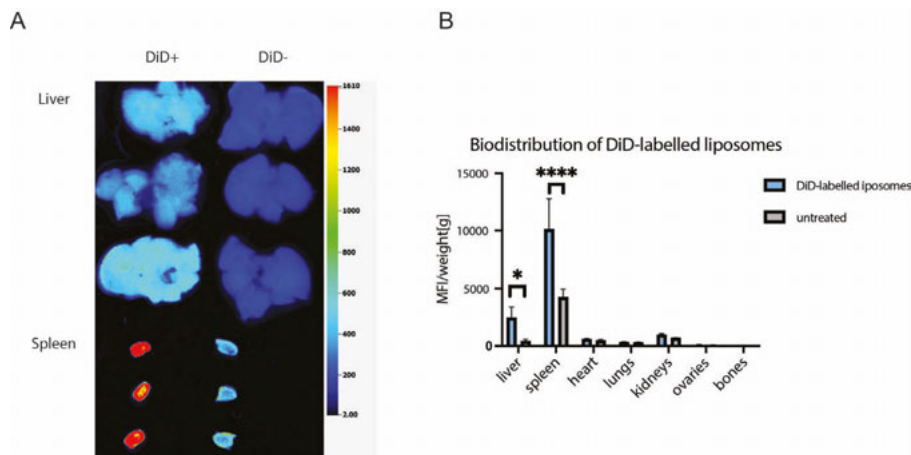 A
DiD+
DiD-
Liver
Spleen
1610
1400
1200
1000
800
600
400
200
2.00
B
Biodistribution of DiD-labelled liposomes
MFI/weight[g]
15000
10000
5000
0
*
****
DiD-labelled iposomes
untreated
liver
spleen
heart
lungs
kidneys
ovaries
bones